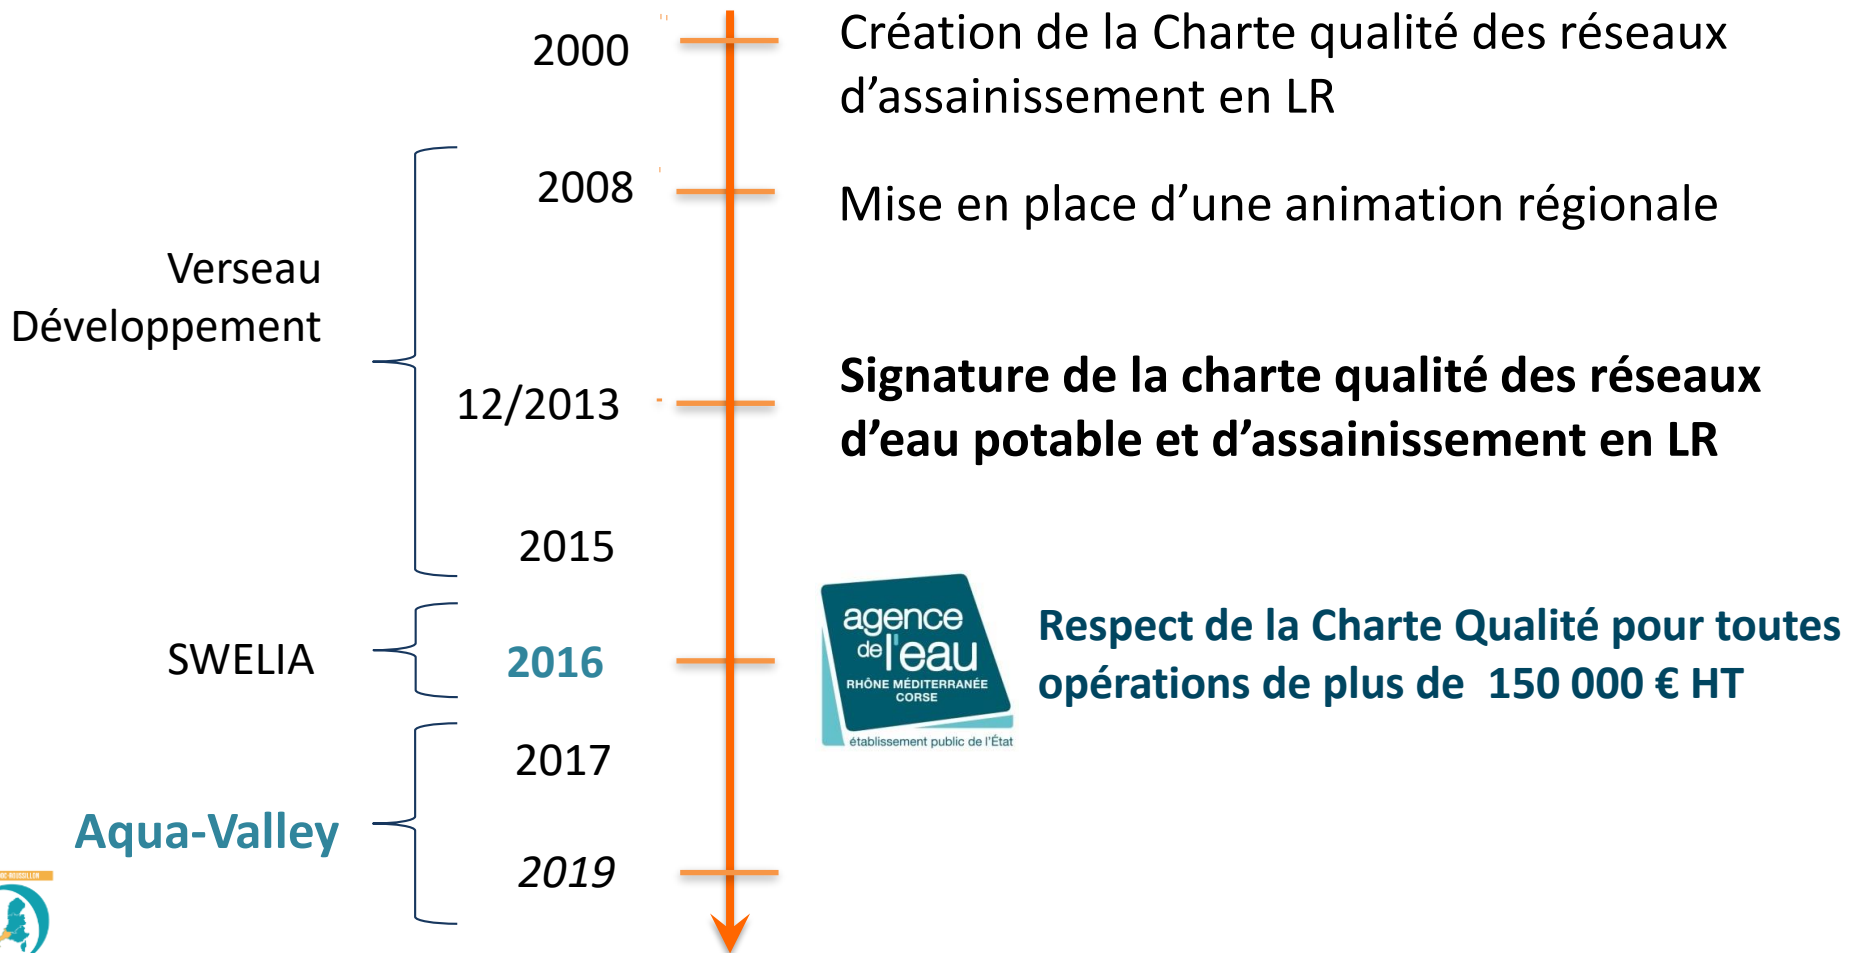 2000
Création de la Charte qualité des réseaux
d’assainissement en LR
2008
Mise en place d’une animation régionale
Verseau
Développement
12/2013
Signature de la charte qualité des réseaux
d’eau potable et d’assainissement en LR
2015
SWELIA
2016
agence
de l'eau
RHÔNE MÉDITERRANÉE
CORSE
établissement public de l'État
Respect de la Charte Qualité pour toutes
opérations de plus de 150 000 € HT
2017
Aqua-Valley
2019